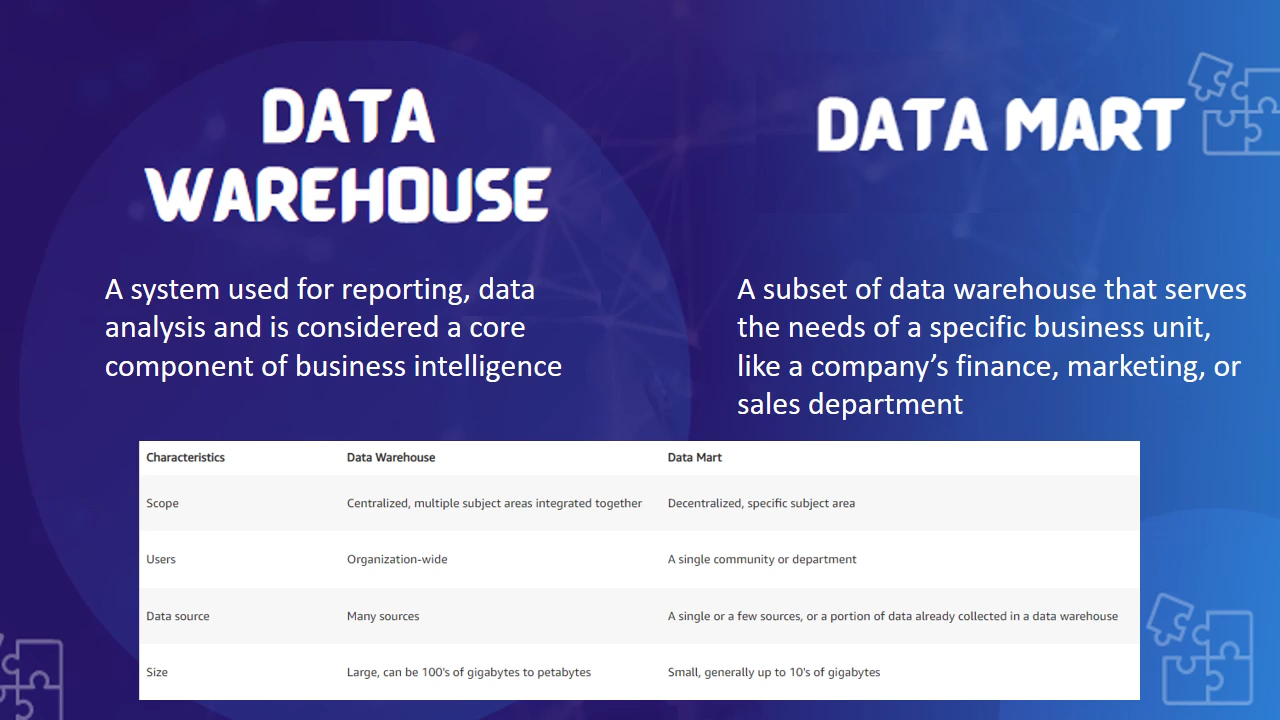 DATA
WAREHOUSE
A system used for reporting, data
analysis and is considered a core
component of business intelligence
DATA MART
A subset of data warehouse that serves
the needs of a specific business unit,
like a company’s finance, marketing, or
sales department
Characteristics Data Warehouse Data Mart
Scope Centralized, multiple subject areas integrated together Decentralized, specific subject area
Users Organization-wide A single community or department
Data source Many sources A single or a few sources, or a portion of data already collected in a data warehouse
Size Large, can be 100's of gigabytes to petabytes Small, generally up to 10's of gigabytes